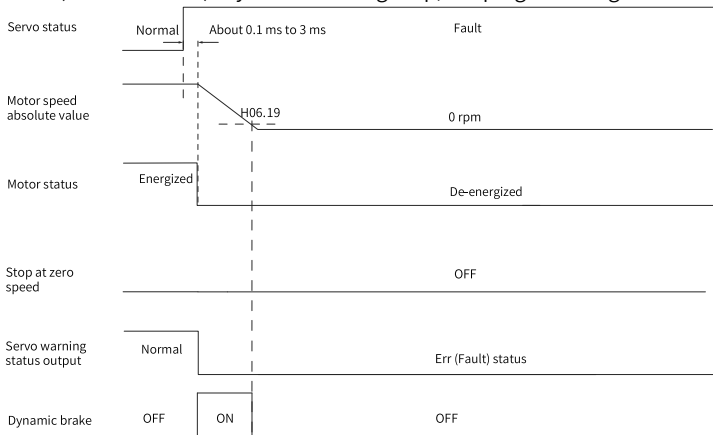 Servo status
Normal
About 0.1 ms to 3 ms
Fault
Motor speed
absolute value
H06.19
0 rpm
Motor status
Energized
De-energized
Stop at zero
speed
OFF
Servo warning
status output
Normal
Err (Fault) status
Dynamic brake
OFF
ON
OFF